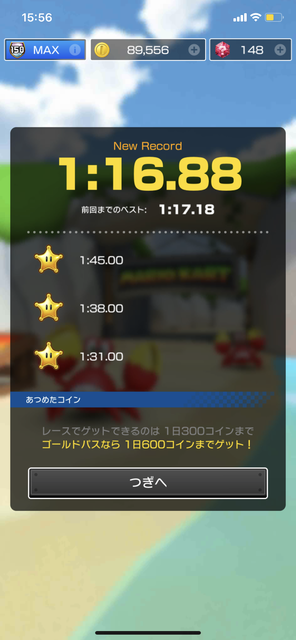 15:56
150 MAX i 89,556 + 148 +
New Record
1:16.88
前回までのベスト: 1:17.18
1:45.00
MARIO KART
1:38.00
1:31.00
あつめたコイン
レースでゲットできるのは 1日300コインまで
ゴールドパスなら 1日600コインまでゲット!
つぎへ